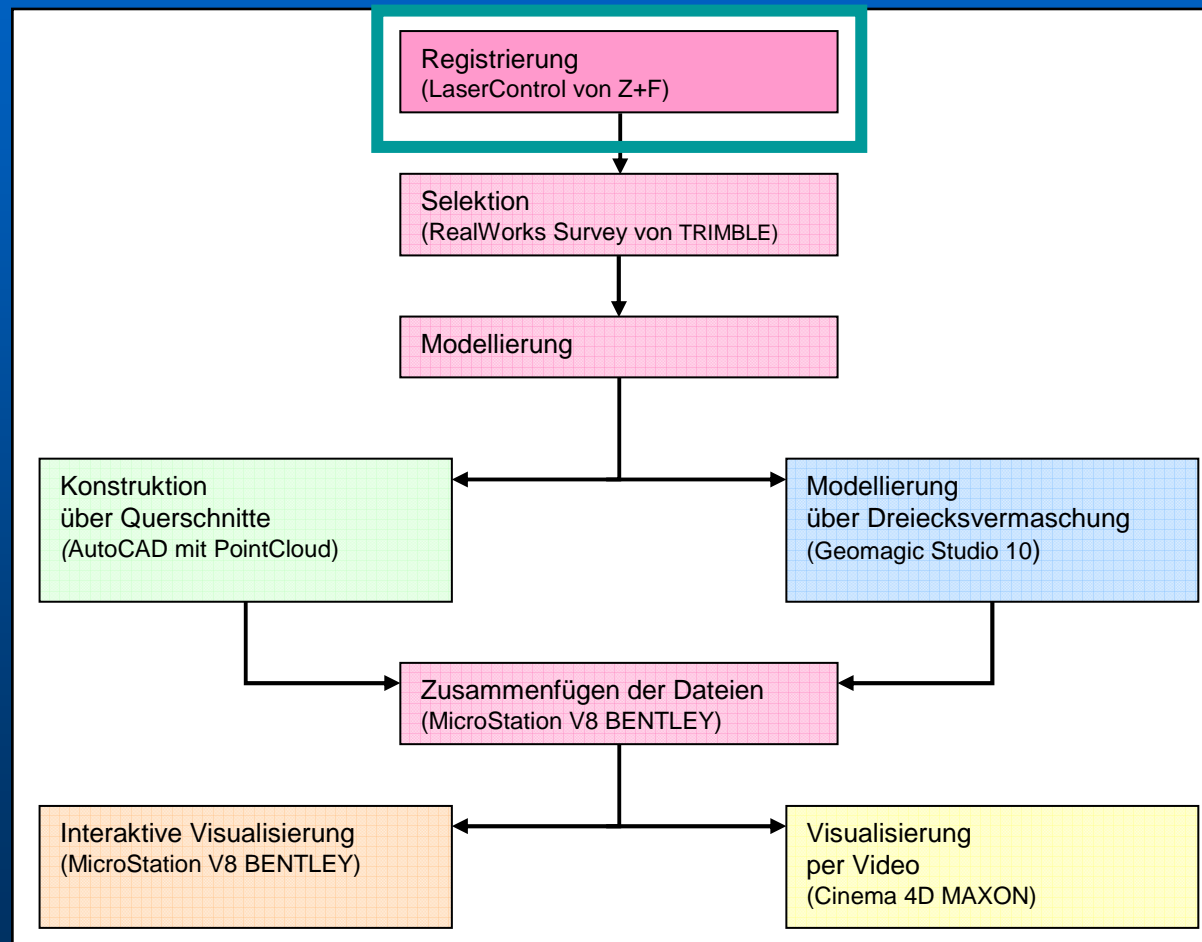 Registrierung
(LaserControl von Z+F)
Selektion
(RealWorks Survey von TRIMBLE)
Modellierung
Konstruktion
über Querschnitte
(AutoCAD mit PointCloud)
Modellierung
über Dreiecksvermaschung
(Geomagic Studio 10)
Zusammenfügen der Dateien
(MicroStation V8 BENTLEY)
Interaktive Visualisierung
(MicroStation V8 BENTLEY)
Visualisierung
per Video
(Cinema 4D MAXON)